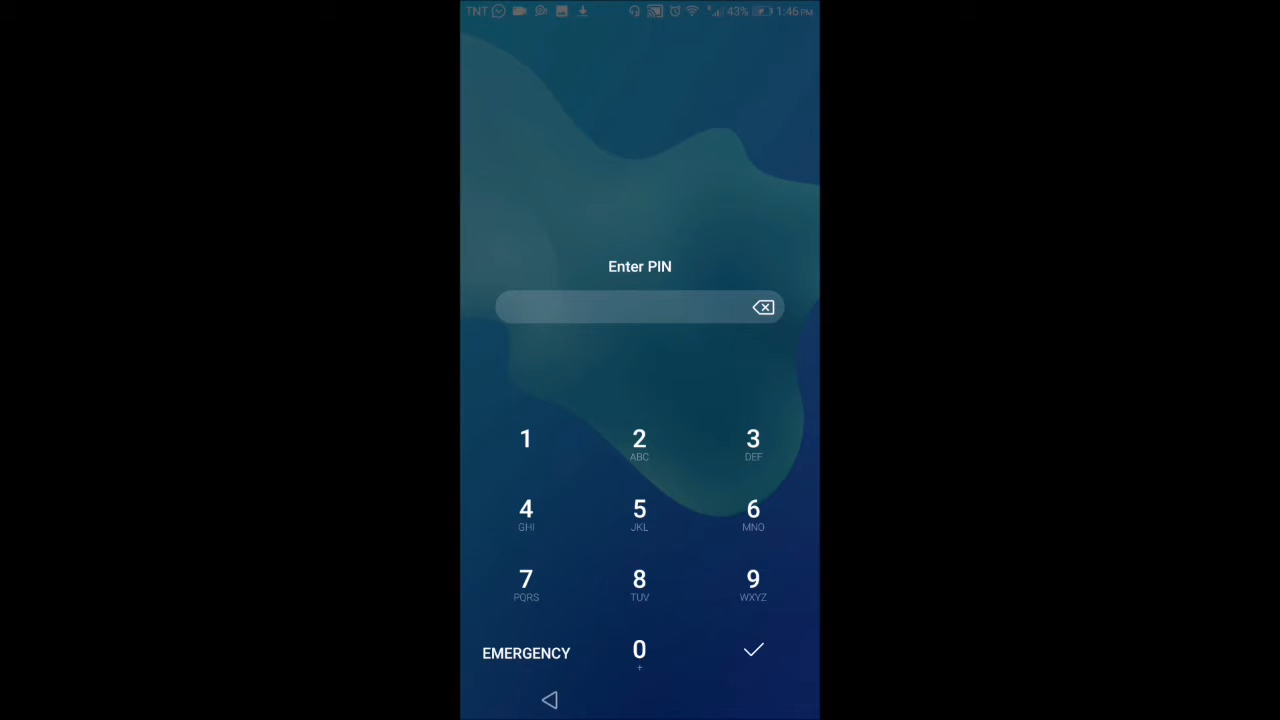 TNT 43% 1:46 PM
Enter PIN
1 2 3
ABC DEF
4 5 6
GHI JKL MNO
7 8 9
PQRS TUV WXYZ
EMERGENCY 0
+